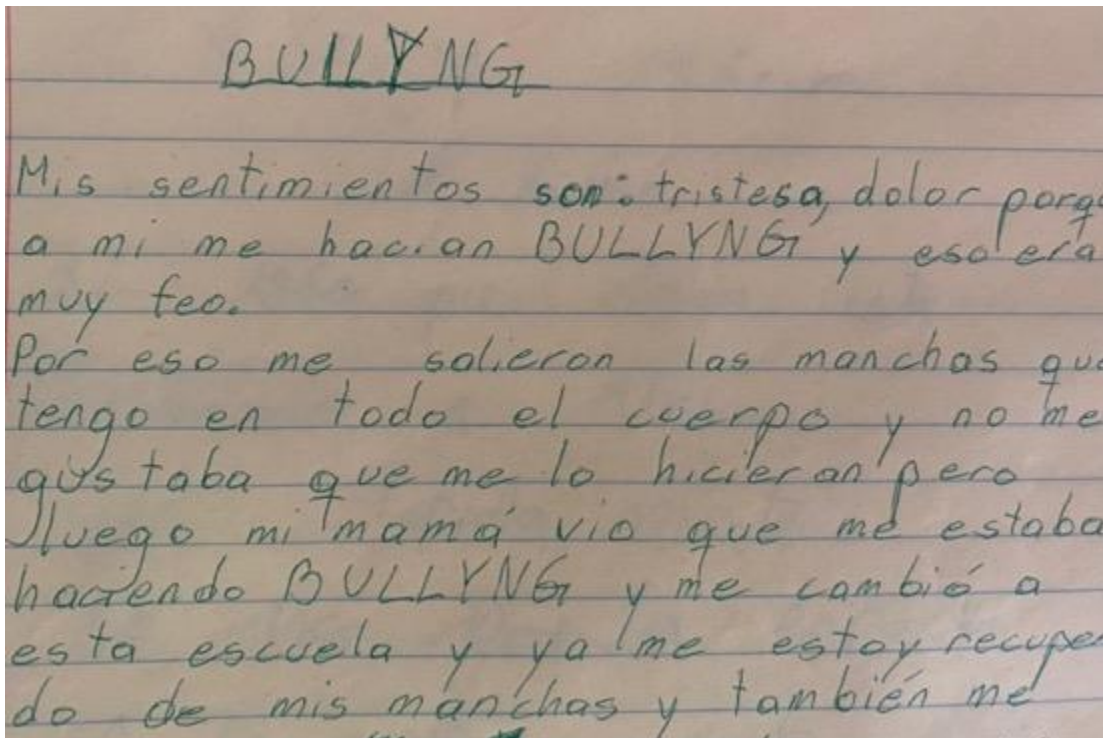 BULLYNG
Mis sentimientos son: tristesa, dolor porq
a mi me hacian BULLYNG y eso era
muy feo.
Por eso me salieron las manchas que
tengo en todo el cuerpo y no me
gustaba que me lo hicieran pero
luego mi mamá vio que me estaba
haciendo BULLYNG y me cambió a
esta escuela y ya me estoy recupe
do de mis manchas y también me